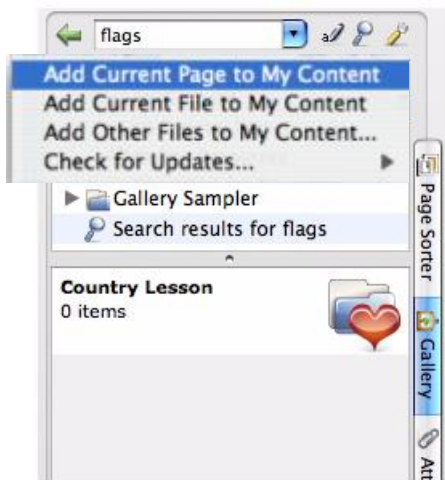 flags
Add Current Page to My Content
Add Current File to My Content
Add Other Files to My Content...
Check for Updates...
Gallery Sampler
Search results for flags
Country Lesson
0 items
Page Sorter
Gallery
Att